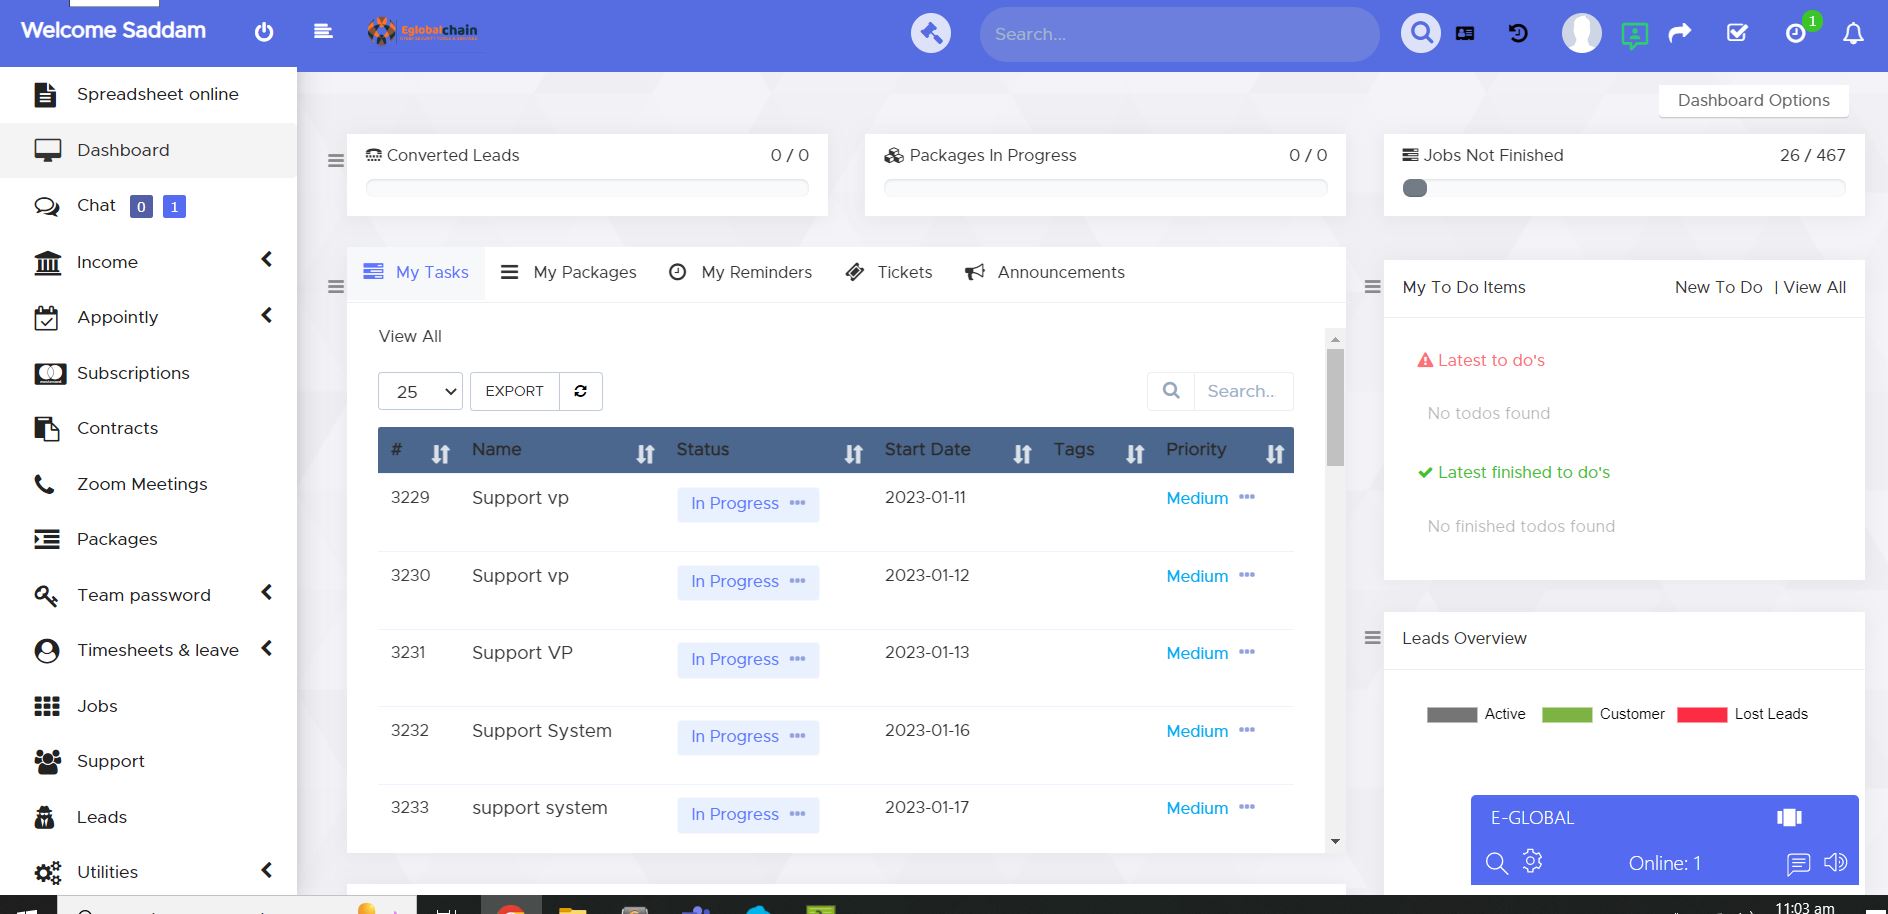 Welcome Saddam
Eglobalchain
Search...
1
Spreadsheet online
Dashboard
Chat 0 1
Income
Appointly
Subscriptions
Contracts
Zoom Meetings
Packages
Team password
Timesheets & leave
Jobs
Support
Leads
Utilities
Dashboard Options
Converted Leads 0 / 0
Packages In Progress 0 / 0
Jobs Not Finished 26 / 467
My Tasks My Packages My Reminders Tickets Announcements
View All
25 EXPORT Search..
# Name Status Start Date Tags Priority
3229 Support vp In Progress 2023-01-11 Medium
3230 Support vp In Progress 2023-01-12 Medium
3231 Support VP In Progress 2023-01-13 Medium
3232 Support System In Progress 2023-01-16 Medium
3233 support system In Progress 2023-01-17 Medium
My To Do Items New To Do | View All
Latest to do's
No todos found
Latest finished to do's
No finished todos found
Leads Overview
Active Customer Lost Leads
E-GLOBAL
Online: 1
11:03 am